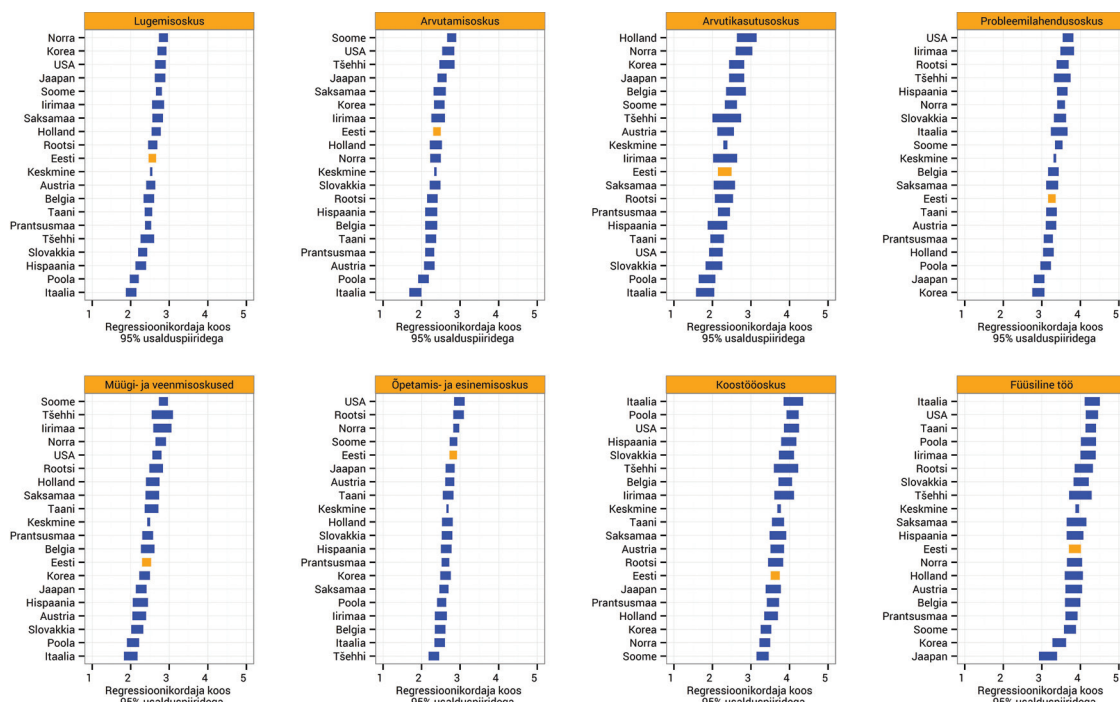 Lugemisoskus
Norra
Korea
USA
Jaapan
Soome
Iirimaa
Saksamaa
Holland
Rootsi
Eesti
Keskmine
Austria
Belgia
Taani
Prantsusmaa
Tšehhi
Slovakkia
Hispaania
Poola
Itaalia
1 2 3 4 5
Regressioonikordaja koos
95% usalduspiiridega
Arvutamisoskus
Soome
USA
Tšehhi
Jaapan
Saksamaa
Korea
Iirimaa
Eesti
Holland
Norra
Keskmine
Slovakkia
Rootsi
Hispaania
Belgia
Taani
Prantsusmaa
Austria
Poola
Itaalia
1 2 3 4 5
Regressioonikordaja koos
95% usalduspiiridega
Arvutikasutusoskus
Holland
Norra
Korea
Jaapan
Belgia
Soome
Tšehhi
Austria
Keskmine
Iirimaa
Eesti
Saksamaa
Rootsi
Prantsusmaa
Hispaania
Taani
USA
Slovakkia
Poola
Itaalia
1 2 3 4 5
Regressioonikordaja koos
95% usalduspiiridega
Probleemilahendusoskus
USA
Iirimaa
Rootsi
Tšehhi
Hispaania
Norra
Slovakkia
Itaalia
Soome
Keskmine
Belgia
Saksamaa
Eesti
Taani
Austria
Prantsusmaa
Holland
Poola
Jaapan
Korea
1 2 3 4 5
Regressioonikordaja koos
95% usalduspiiridega
Müügi- ja veenmisoskused
Soome
Tšehhi
Iirimaa
Norra
USA
Rootsi
Holland
Saksamaa
Taani
Keskmine
Prantsusmaa
Belgia
Eesti
Korea
Jaapan
Hispaania
Austria
Slovakkia
Poola
Itaalia
1 2 3 4 5
Regressioonikordaja koos
95% usalduspiiridega
Õpetamis- ja esinemisoskus
USA
Rootsi
Norra
Soome
Eesti
Jaapan
Austria
Taani
Keskmine
Holland
Slovakkia
Hispaania
Prantsusmaa
Korea
Saksamaa
Poola
Iirimaa
Belgia
Itaalia
Tšehhi
1 2 3 4 5
Regressioonikordaja koos
95% usalduspiiridega
Koostööoskus
Itaalia
Poola
USA
Hispaania
Slovakkia
Tšehhi
Belgia
Iirimaa
Keskmine
Taani
Saksamaa
Austria
Rootsi
Eesti
Jaapan
Prantsusmaa
Holland
Korea
Norra
Soome
1 2 3 4 5
Regressioonikordaja koos
95% usalduspiiridega
Füüsiline töö
Itaalia
USA
Taani
Poola
Iirimaa
Rootsi
Slovakkia
Tšehhi
Keskmine
Saksamaa
Hispaania
Eesti
Norra
Holland
Austria
Belgia
Prantsusmaa
Soome
Korea
Jaapan
1 2 3 4 5
Regressioonikordaja koos
95% usalduspiiridega